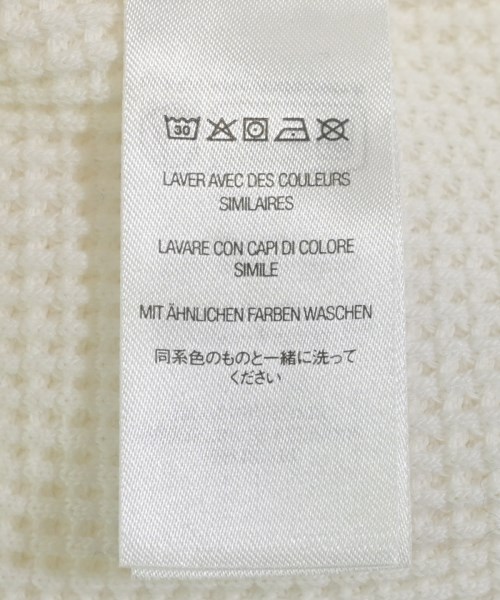 30
LAVER AVEC DES COULEURS
SIMILAIRES
LAVARE CON CAPI DI COLORE
SIMILE
MIT ÄHNLICHEN FARBEN WASCHEN
同系色のものと一緒に洗って
ください